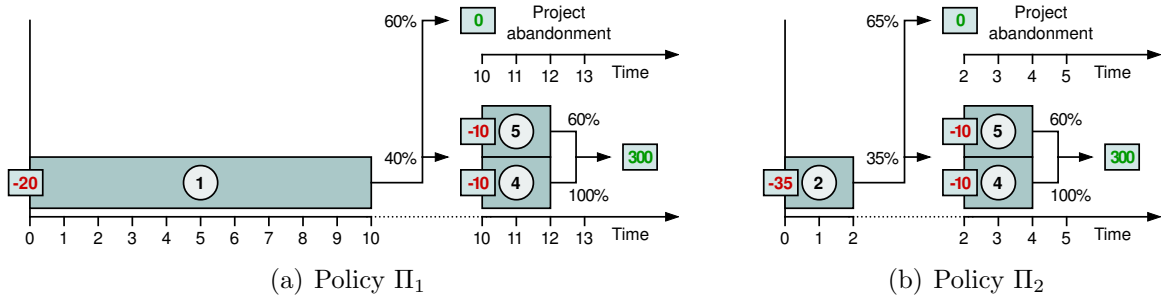 60%
0
Project
abandonment
10 11 12 13 Time
-10 5 60%
40% 300
-20 1 -10 4 100%
0 1 2 3 4 5 6 7 8 9 10 10 11 12 13 Time
(a) Policy Π₁
65%
0
Project
abandonment
2 3 4 5 Time
-10 5 60%
35% 300
-35 2 -10 4 100%
0 1 2 2 3 4 5 Time
(b) Policy Π₂